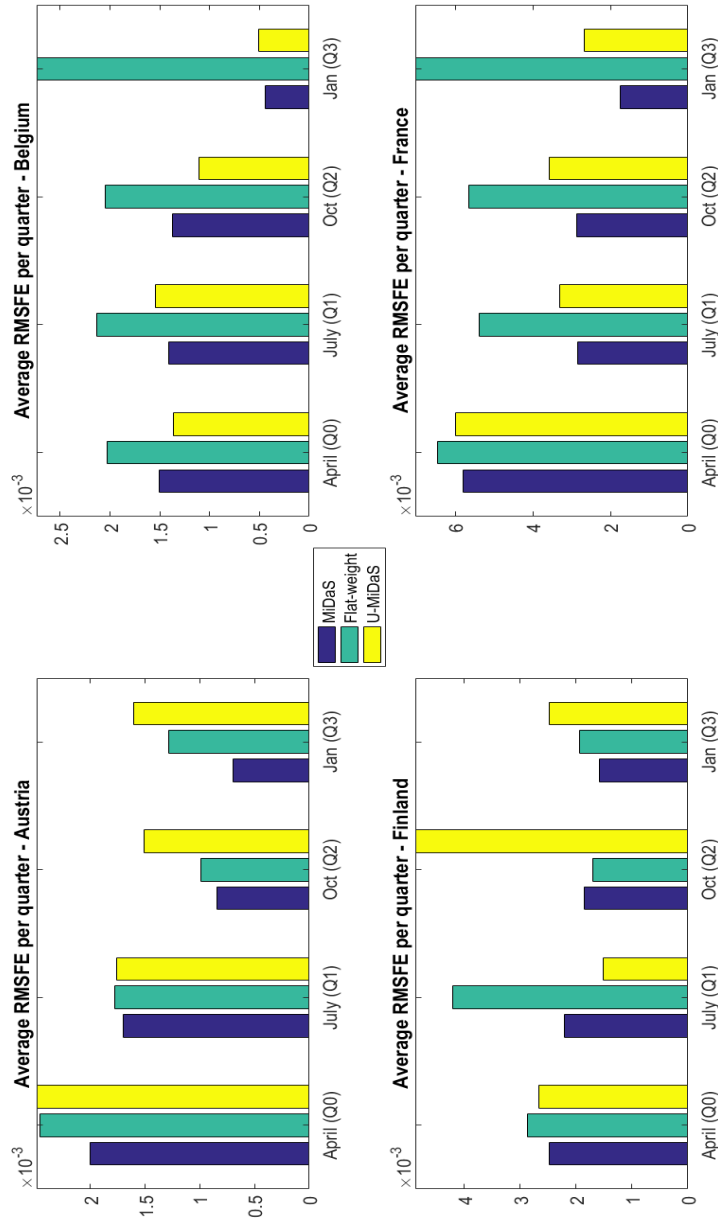 Average RMSFE per quarter - Austria
×10-3
2
1.5
1
0.5
0
April (Q0)
July (Q1)
Oct (Q2)
Jan (Q3)
Average RMSFE per quarter - Belgium
×10-3
2.5
2
1.5
1
0.5
0
April (Q0)
July (Q1)
Oct (Q2)
Jan (Q3)
MiDaS
Flat-weight
U-MiDaS
Average RMSFE per quarter - Finland
×10-3
4
3
2
1
0
April (Q0)
July (Q1)
Oct (Q2)
Jan (Q3)
Average RMSFE per quarter - France
×10-3
6
4
2
0
April (Q0)
July (Q1)
Oct (Q2)
Jan (Q3)